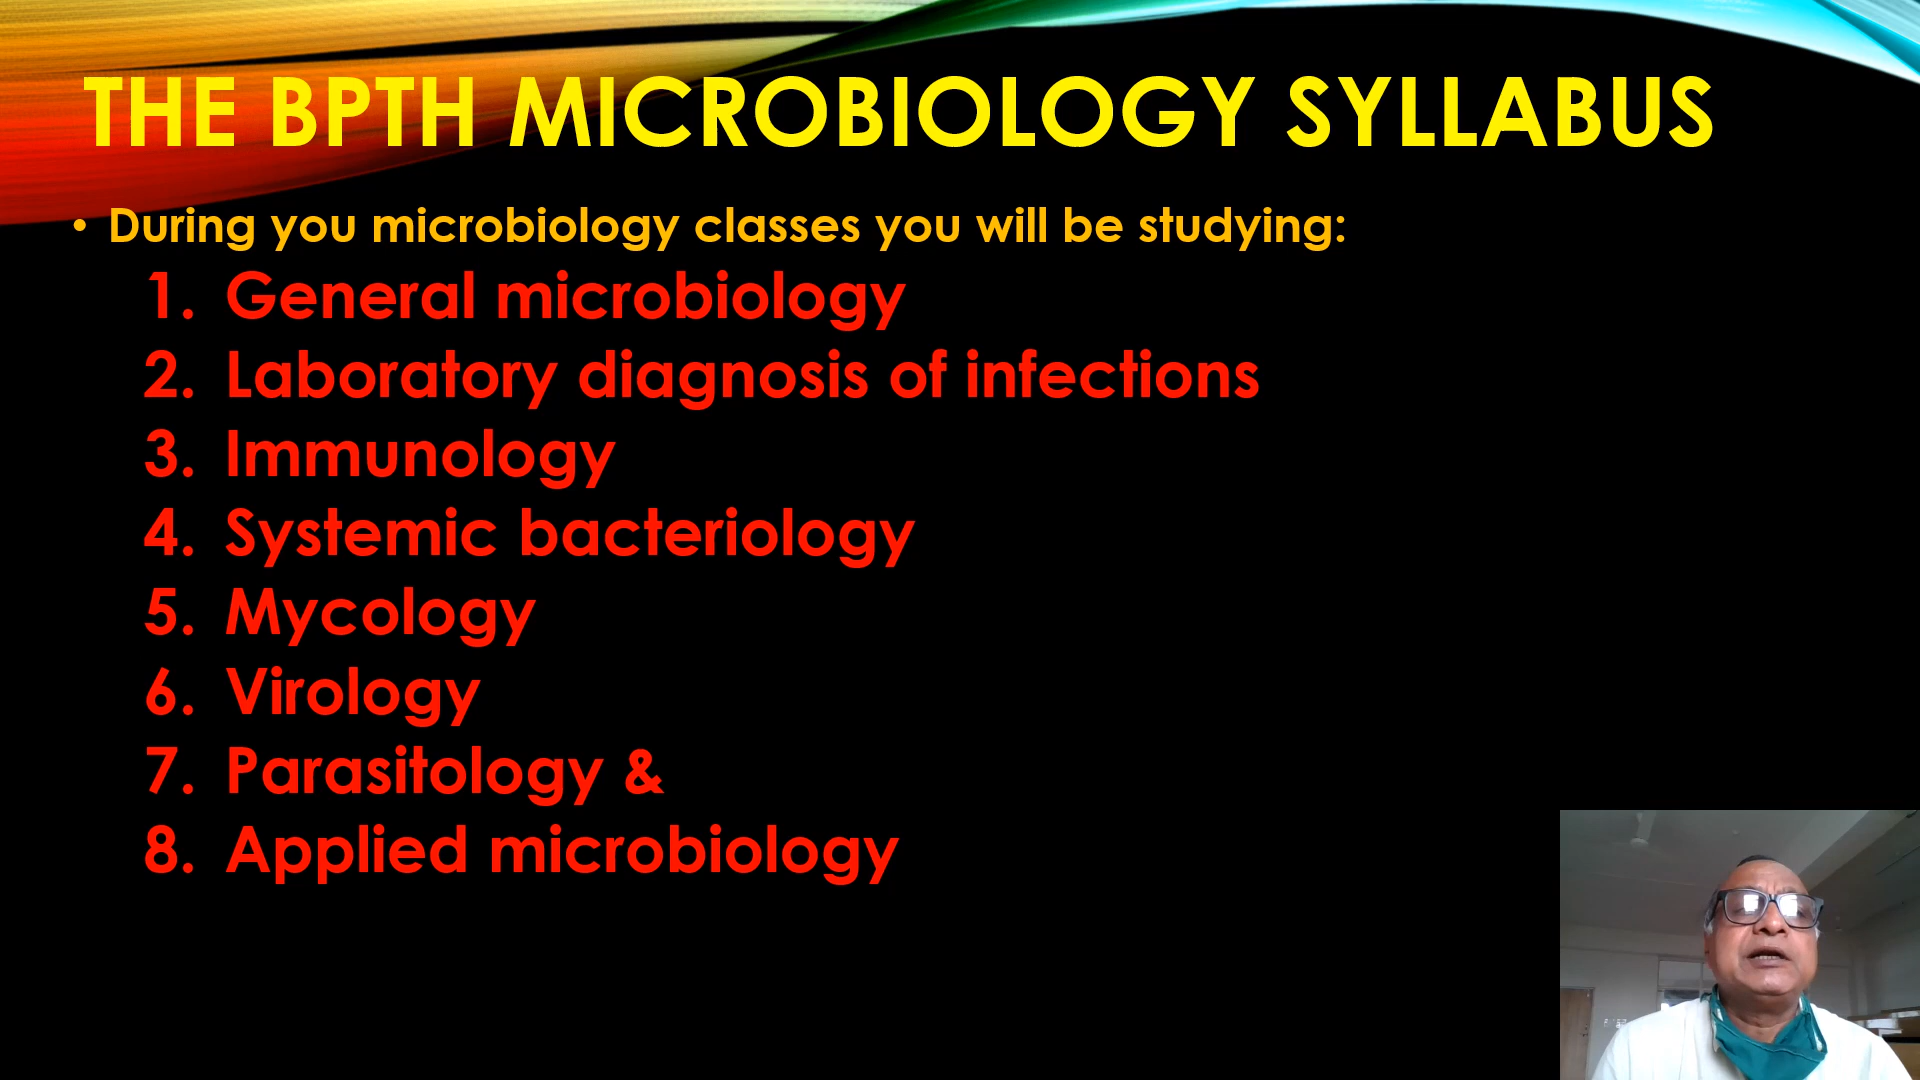 THE BPTH MICROBIOLOGY SYLLABUS
• During you microbiology classes you will be studying:
1. General microbiology
2. Laboratory diagnosis of infections
3. Immunology
4. Systemic bacteriology
5. Mycology
6. Virology
7. Parasitology &
8. Applied microbiology